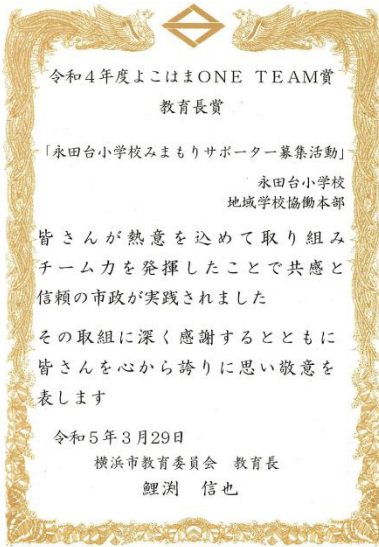 令和4年度よこはまONE TEAM賞
教育長賞
「永田台小学校みまもりサポーター募集活動」
永田台小学校
地域学校協働本部
皆さんが熱意を込めて取り組み
チーム力を発揮したことで共感と
信頼の市政が実践されました
その取組に深く感謝するとともに
皆さんを心から誇りに思い敬意を
表します
令和5年3月29日
横浜市教育委員会 教育長
鯉渕 信也